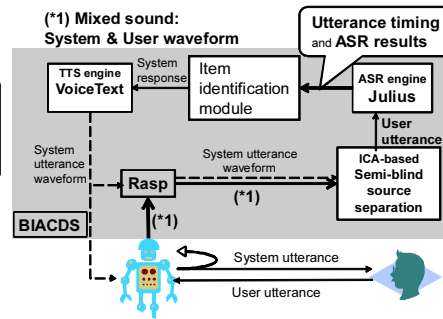 (*1) Mixed sound:
System & User waveform
Utterance timing
and ASR results
TTS engine
VoiceText
System
response
Item
identification
module
ASR engine
Julius
User
utterance
System
utterance
waveform
System utterance
waveform
Rasp
(*1)
ICA-based
Semi-blind
source
separation
BIACDS
(*1)
System utterance
User utterance